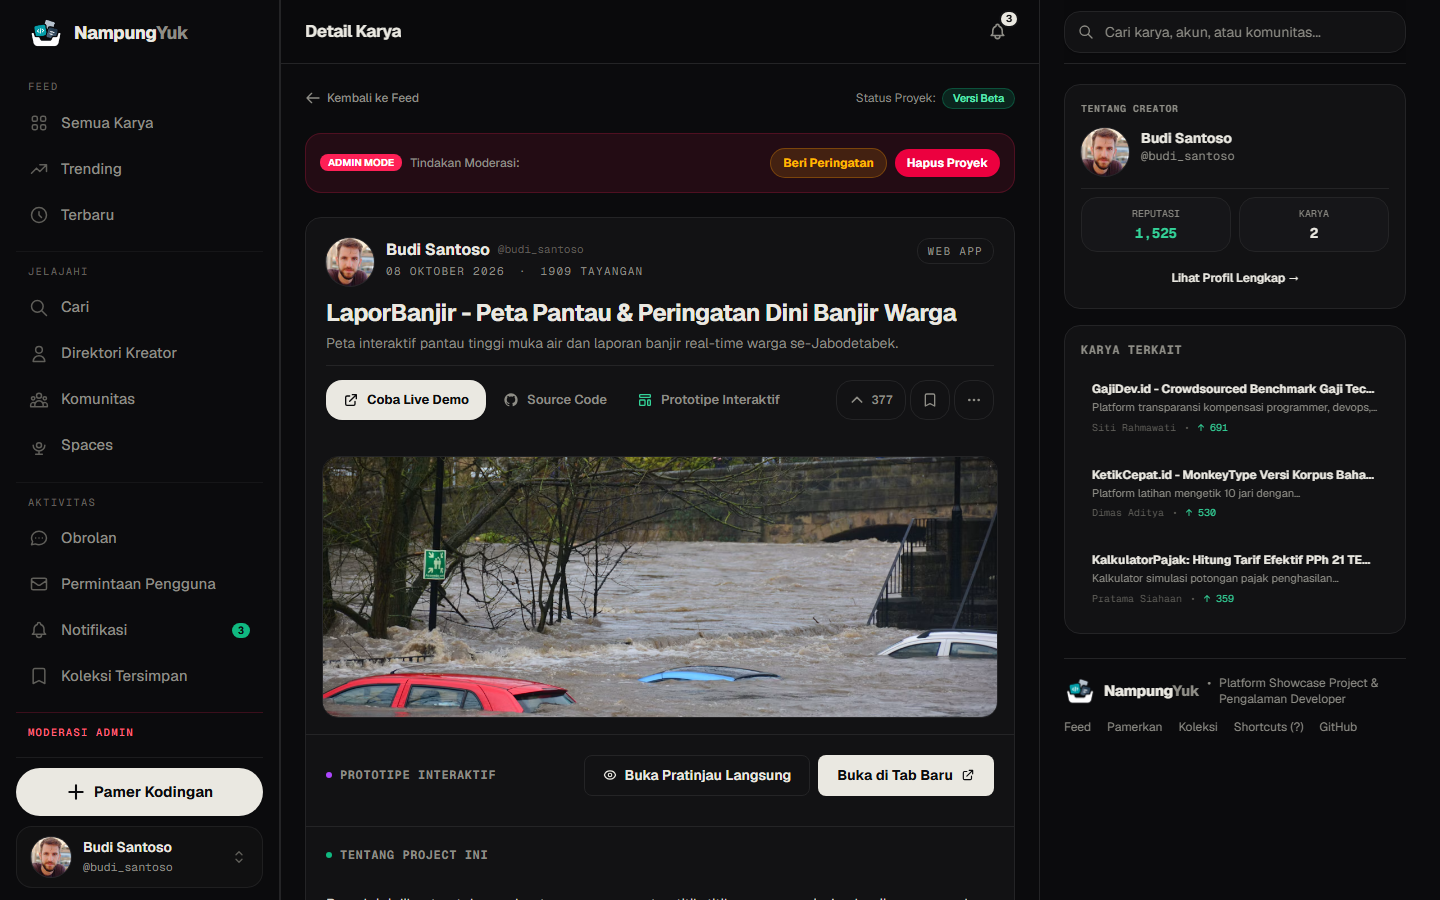 NampungYuk
FEED
Semua Karya
Trending
Terbaru
JELAJAHI
Cari
Direktori Kreator
Komunitas
Spaces
AKTIVITAS
Obrolan
Permintaan Pengguna
Notifikasi 3
Koleksi Tersimpan
MODERASI ADMIN
Pamer Kodingan
Budi Santoso
@budi_santoso
Detail Karya
3
Kembali ke Feed
Status Proyek: Versi Beta
ADMIN MODE Tindakan Moderasi: Beri Peringatan Hapus Proyek
Budi Santoso @budi_santoso
08 OKTOBER 2026 · 1909 TAYANGAN
WEB APP
LaporBanjir - Peta Pantau & Peringatan Dini Banjir Warga
Peta interaktif pantau tinggi muka air dan laporan banjir real-time warga se-Jabodetabek.
Coba Live Demo Source Code Prototipe Interaktif 377
PROTOTIPE INTERAKTIF Buka Pratinjau Langsung Buka di Tab Baru
TENTANG PROJECT INI
Cari karya, akun, atau komunitas...
TENTANG CREATOR
Budi Santoso
@budi_santoso
REPUTASI
1,525
KARYA
2
Lihat Profil Lengkap →
KARYA TERKAIT
GajiDev.id - Crowdsourced Benchmark Gaji Tec...
Platform transparansi kompensasi programmer, devops,...
Siti Rahmawati · ↑ 691
KetikCepat.id - MonkeyType Versi Korpus Baha...
Platform latihan mengetik 10 jari dengan...
Dimas Aditya · ↑ 530
KalkulatorPajak: Hitung Tarif Efektif PPh 21 TE...
Kalkulator simulasi potongan pajak penghasilan...
Pratama Siahaan · ↑ 359
NampungYuk • Platform Showcase Project &
Pengalaman Developer
Feed Pamerkan Koleksi Shortcuts (?) GitHub